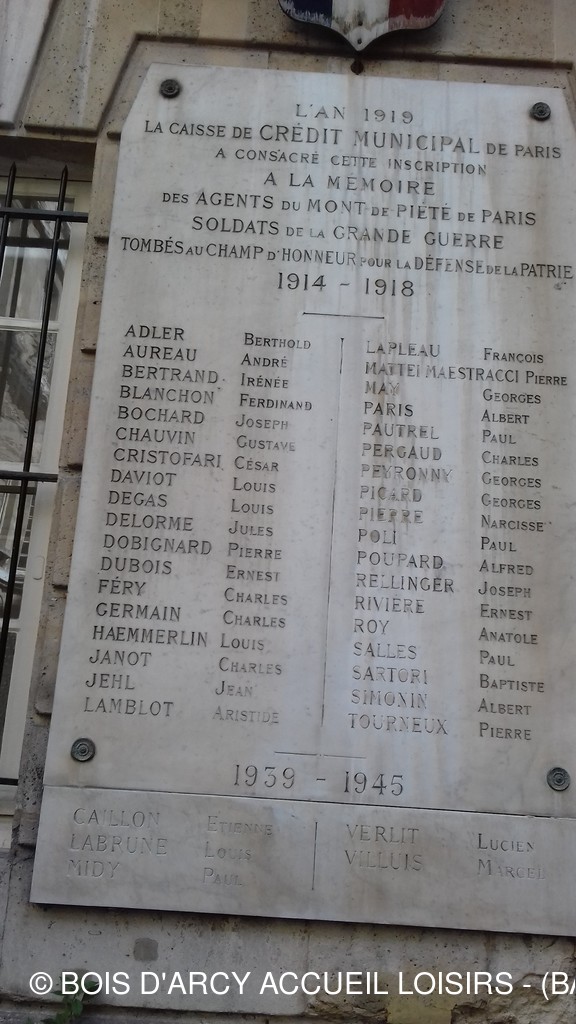 L'AN 1919
LA CAISSE DE CRÉDIT MUNICIPAL DE PARIS
A CONSACRÉ CETTE INSCRIPTION
A LA MÉMOIRE
DES AGENTS DU MONT DE PIÉTÉ DE PARIS
SOLDATS DE LA GRANDE GUERRE
TOMBÉS AU CHAMP D'HONNEUR POUR LA DÉFENSE DE LA PATRIE
1914 - 1918
ADLER BERTHOLD
AUREAU ANDRÉ
BERTRAND IRÉNÉE
BLANCHON FERDINAND
BOCHARD JOSEPH
CHAUVIN GUSTAVE
CRISTOFARI CÉSAR
DAVIOT LOUIS
DEGAS LOUIS
DELORME JULES
DOBIGNARD PIERRE
DUBOIS ERNEST
FÉRY CHARLES
GERMAIN CHARLES
HAEMMERLIN LOUIS
JANOT CHARLES
JEHL JEAN
LAMBLOT ARISTIDE
LAPLEAU FRANÇOIS
MATTEI MAESTRACCI PIERRE
MAY GEORGES
PARIS ALBERT
PAUTREL PAUL
PERGAUD CHARLES
PEYRONNY GEORGES
PICARD GEORGES
PIERRE NARCISSE
POLI PAUL
POUPARD ALFRED
RELLINGER JOSEPH
RIVIÈRE ERNEST
ROY ANATOLE
SALLES PAUL
SARTORI BAPTISTE
SIMONIN ALBERT
TOURNEUX PIERRE
1939 - 1945
CAILLON ETIENNE
LABRUNE LOUIS
MIDY PAUL
VERLIT LUCIEN
VILLUIS MARCEL
© BOIS D'ARCY ACCUEIL LOISIRS - (BA